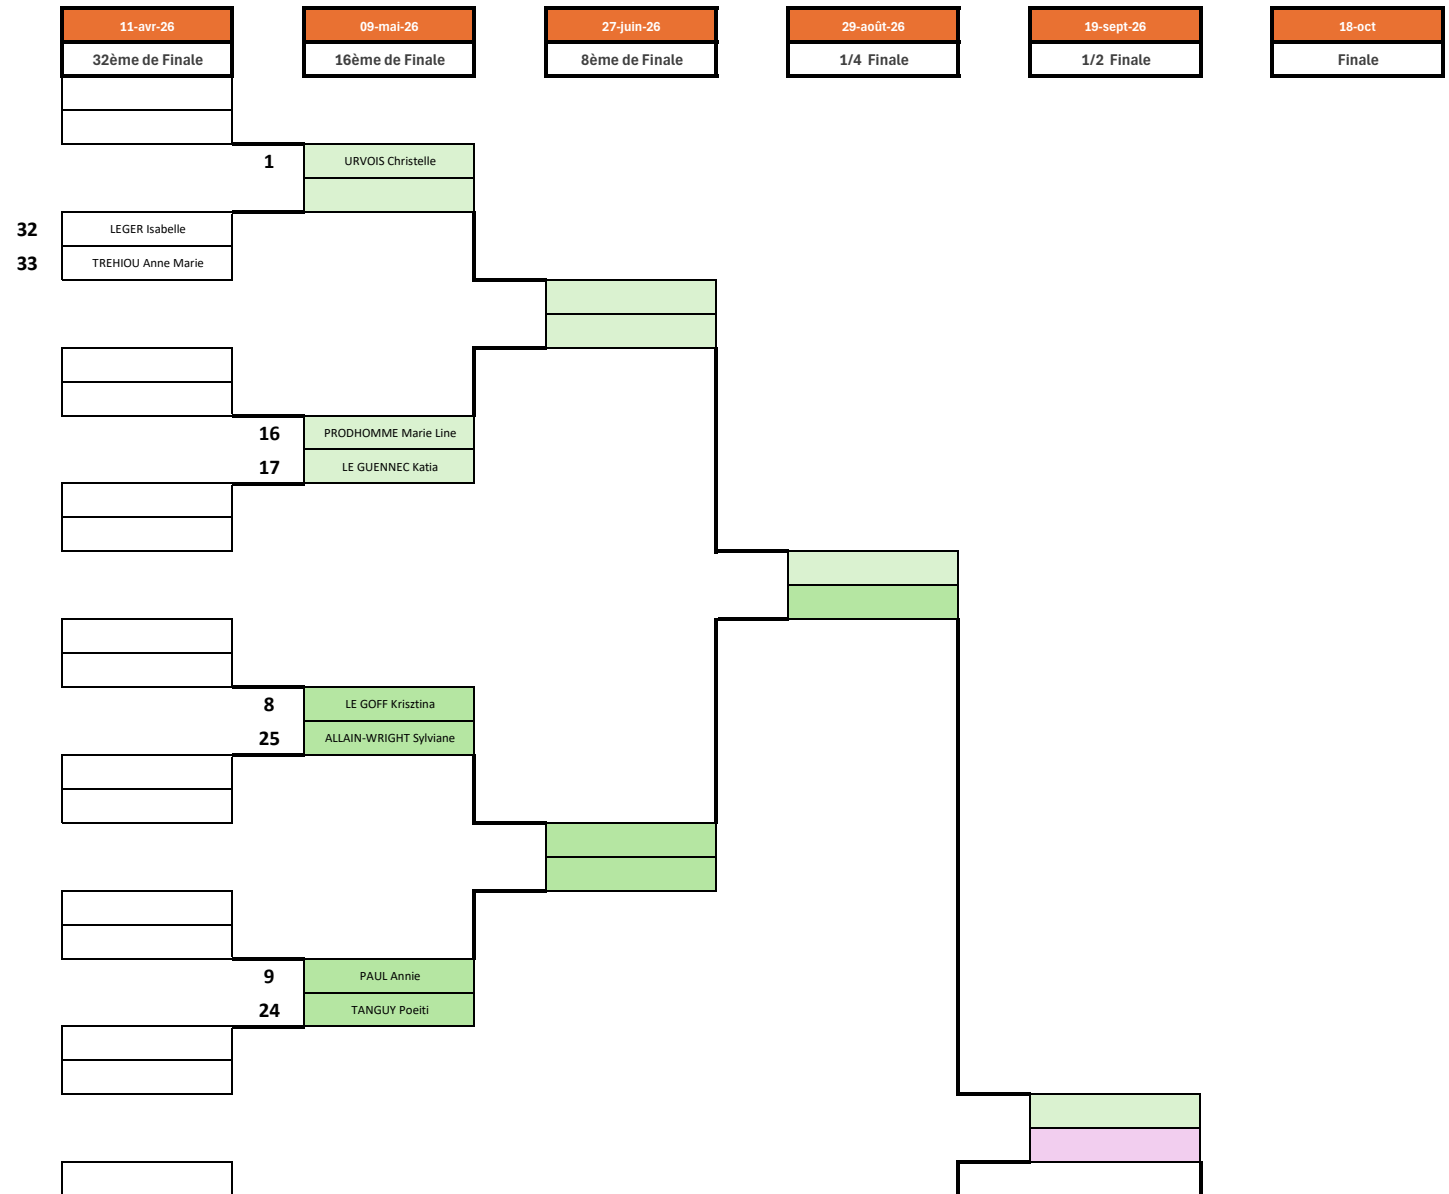 11-avr-26 09-mai-26 27-juin-26 29-août-26 19-sept-26 18-oct
32ème de Finale 16ème de Finale 8ème de Finale 1/4 Finale 1/2 Finale Finale
1 URVOIS Christelle
32 LEGER Isabelle
33 TREHIOU Anne Marie
16 PRODHOMME Marie Line
17 LE GUENNEC Katia
8 LE GOFF Krisztina
25 ALLAIN-WRIGHT Sylviane
9 PAUL Annie
24 TANGUY Poeiti